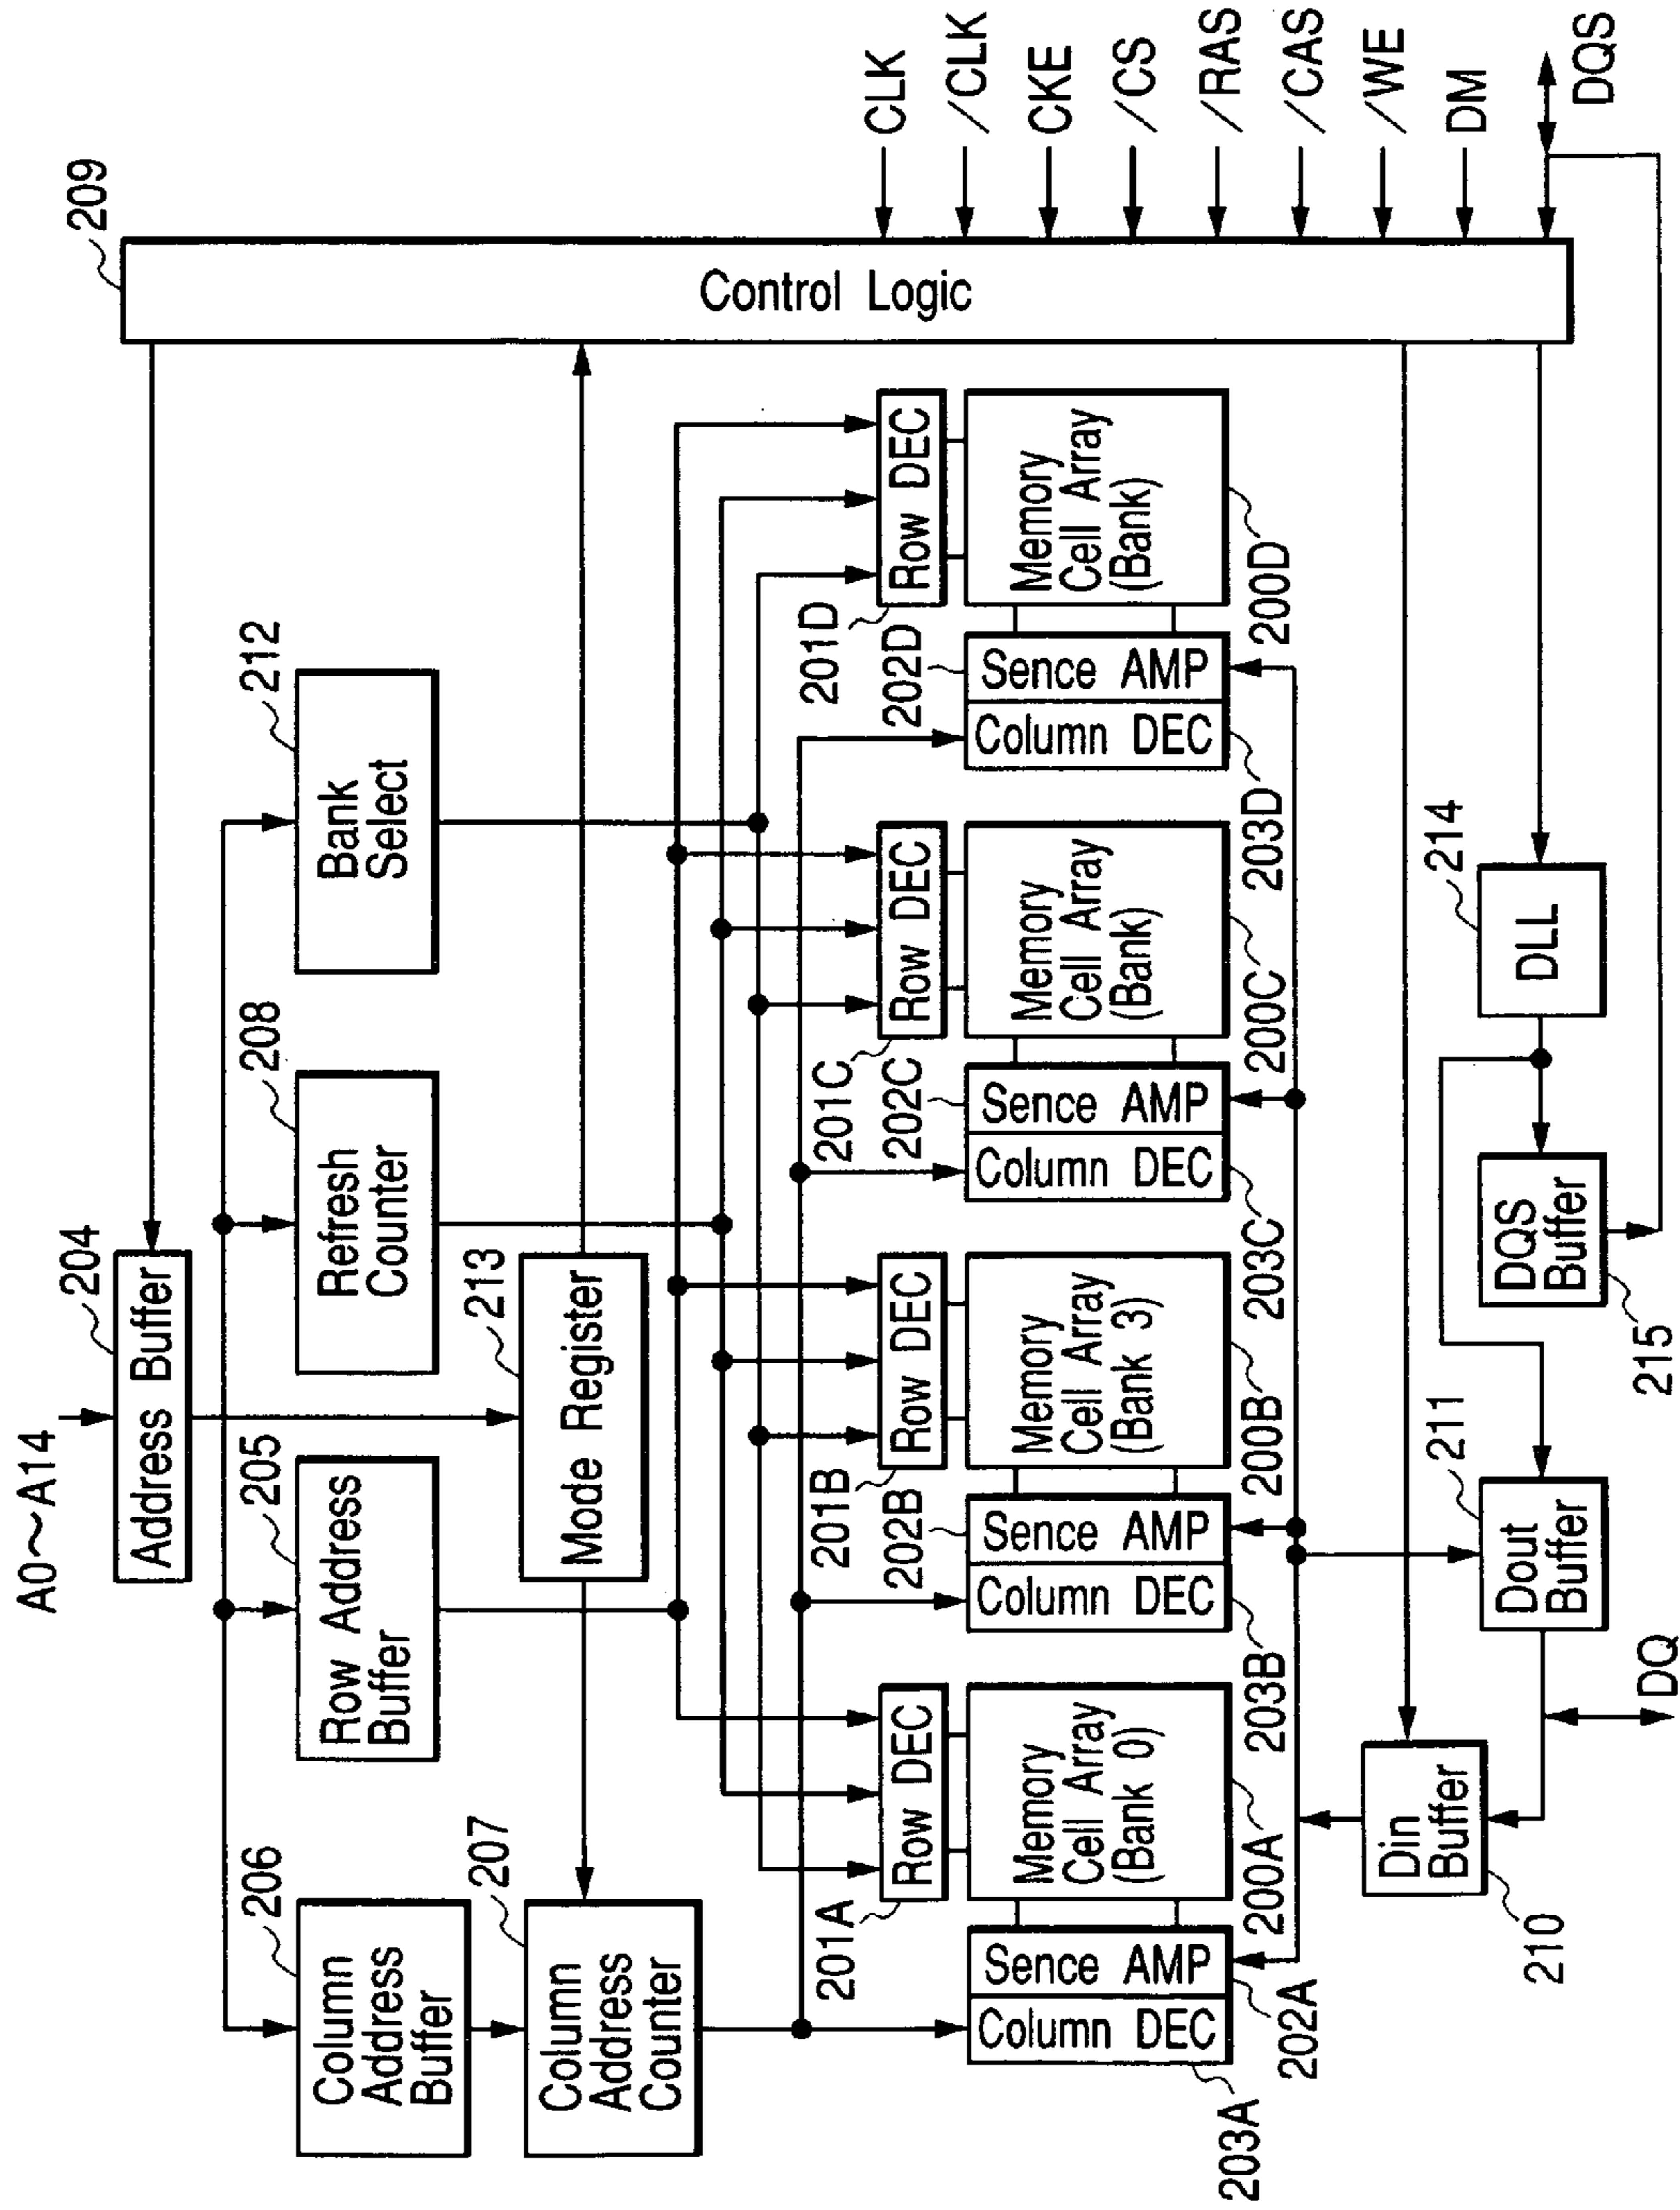 A0~A14
204
Address Buffer
209
Control Logic
206
Column
Address
Buffer
205
Row Address
Buffer
208
Refresh
Counter
212
Bank
Select
207
Column
Address
Counter
213
Mode Register
201A
Row DEC
201B
Row DEC
201C
Row DEC
201D
Row DEC
202B
202C
202D
Column DEC
Sence AMP
Memory
Cell Array
(Bank 0)
Column DEC
Sence AMP
Memory
Cell Array
(Bank 3)
Column DEC
Sence AMP
Memory
Cell Array
(Bank)
Column DEC
Sence AMP
Memory
Cell Array
(Bank)
203A
202A
200A
203B
200B
203C
200C
203D
200D
CLK
/CLK
CKE
/CS
/RAS
/CAS
/WE
DM
DQS
Din
Buffer
210
211
Dout
Buffer
DQ
DQS
Buffer
215
214
DLL